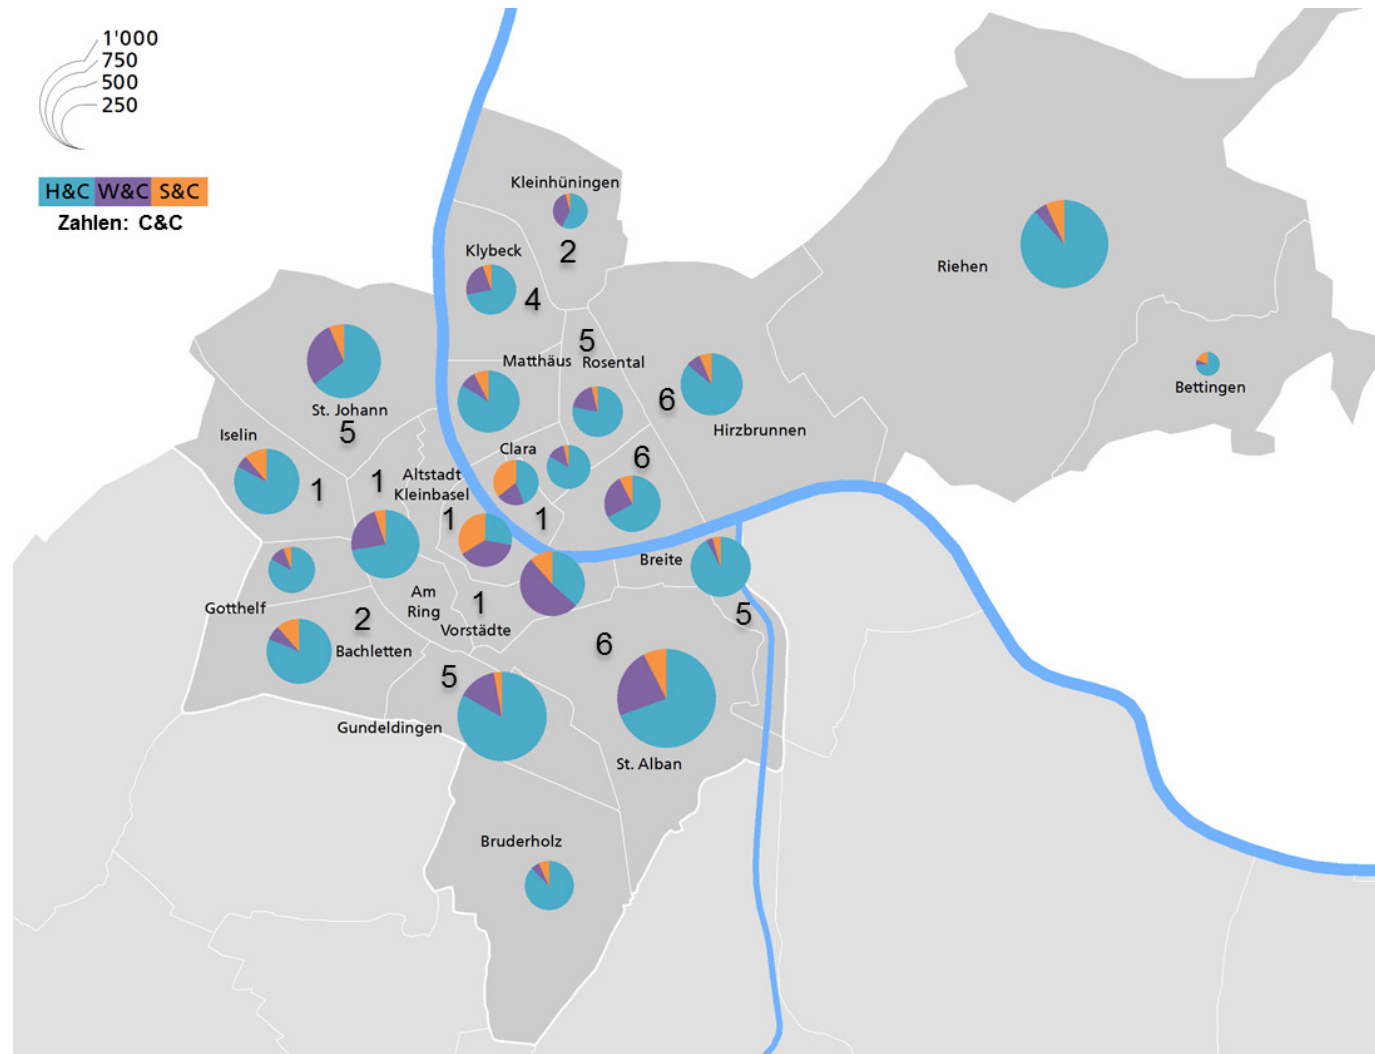 1'000
750
500
250
H&C W&C S&C
Zahlen: C&C
Kleinhüningen
2
Klybeck
4
Riehen
5
Matthäus Rosental
Bettingen
St. Johann
5
6
Hirzbrunnen
Iselin
1
1
Altstadt
Kleinbasel
Clara
6
1
1
Breite
Gotthelf
Am
Ring
1
Vorstädte
2
Bachletten
5
6
5
Gundeldingen
St. Alban
Bruderholz